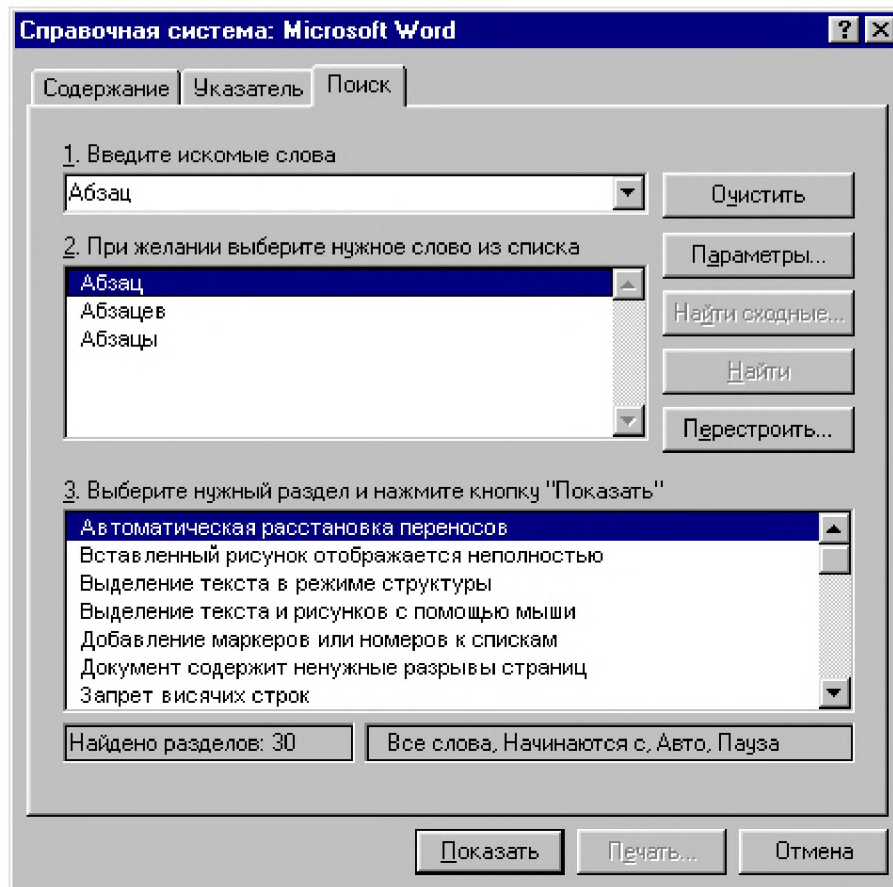 Справочная система: Microsoft Word
Содержание Указатель Поиск
1. Введите искомые слова
Абзац
Очистить
2. При желании выберите нужное слово из списка
Параметры...
Абзац
Абзацев
Абзацы
Найти сходные...
Найти
Перестроить...
3. Выберите нужный раздел и нажмите кнопку "Показать"
Автоматическая расстановка переносов
Вставленный рисунок отображается неполностью
Выделение текста в режиме структуры
Выделение текста и рисунков с помощью мыши
Добавление маркеров или номеров к спискам
Документ содержит ненужные разрывы страниц
Запрет висячих строк
Найдено разделов: 30 Все слова, Начинаются с, Авто, Пауза
Показать Печать... Отмена